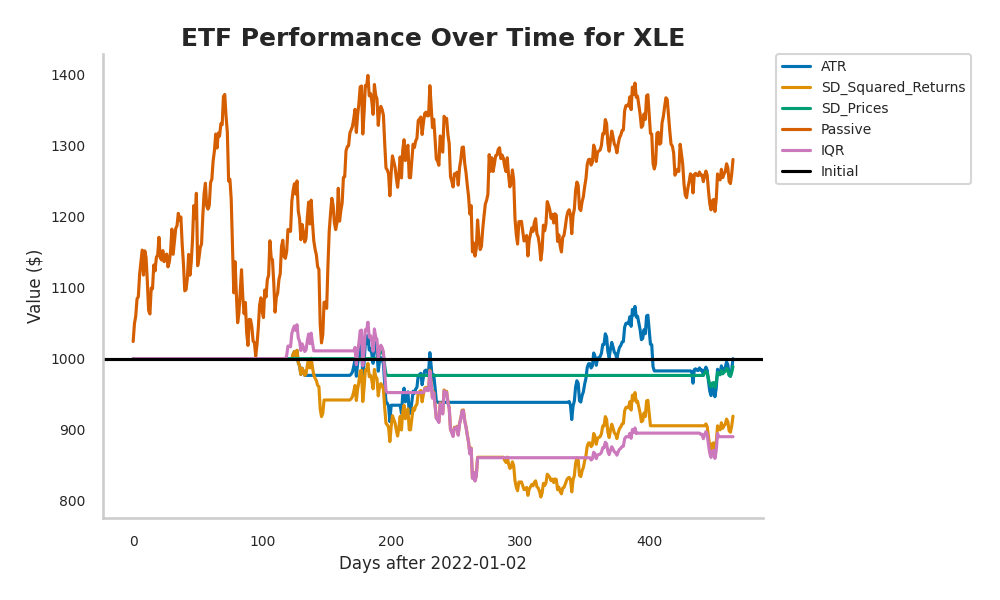 ETF Performance Over Time for XLE
1400
1300
1200
1100
1000
900
800
Value ($)
0
100
200
300
400
Days after 2022-01-02
ATR
SD_Squared_Returns
SD_Prices
Passive
IQR
Initial